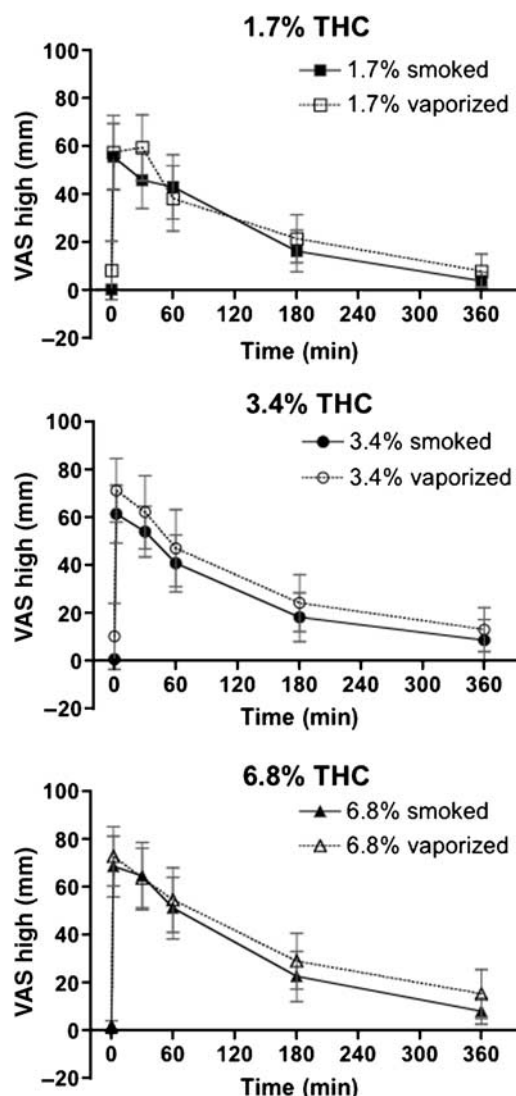 1.7% THC
1.7% smoked
1.7% vaporized
VAS high (mm)
100
80
60
40
20
0
–20
0 60 120 180 240 300 360
Time (min)
3.4% THC
3.4% smoked
3.4% vaporized
VAS high (mm)
100
80
60
40
20
0
–20
0 60 120 180 240 300 360
Time (min)
6.8% THC
6.8% smoked
6.8% vaporized
VAS high (mm)
100
80
60
40
20
0
–20
0 60 120 180 240 300 360
Time (min)